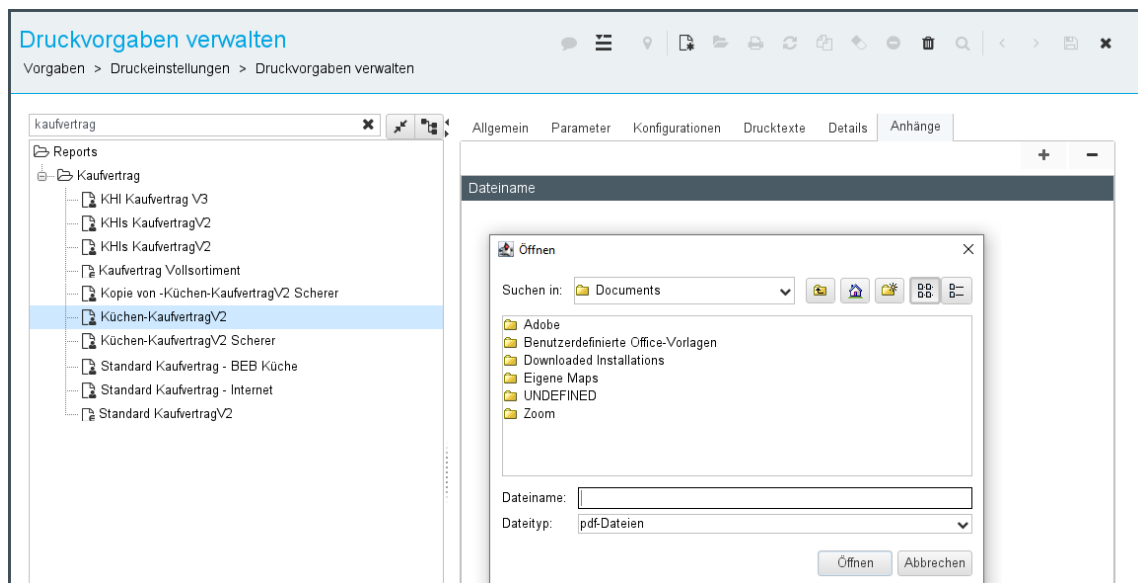 Druckvorgaben verwalten
Vorgaben > Druckeinstellungen > Druckvorgaben verwalten
kaufvertrag
Reports
Kaufvertrag
KHI Kaufvertrag V3
KHIs KaufvertragV2
KHIs KaufvertragV2
Kaufvertrag Vollsortiment
Kopie von -Küchen-KaufvertragV2 Scherer
Küchen-KaufvertragV2
Küchen-KaufvertragV2 Scherer
Standard Kaufvertrag - BEB Küche
Standard Kaufvertrag - Internet
Standard KaufvertragV2
Allgemein Parameter Konfigurationen Drucktexte Details Anhänge
Dateiname
Öffnen
Suchen in: Documents
Adobe
Benutzerdefinierte Office-Vorlagen
Downloaded Installations
Eigene Maps
UNDEFINED
Zoom
Dateiname:
Dateityp: pdf-Dateien
Öffnen Abbrechen